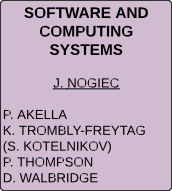 SOFTWARE AND
COMPUTING
SYSTEMS
J. NOGIEC
P. AKELLA
K. TROMBLY-FREYTAG
(S. KOTELNIKOV)
P. THOMPSON
D. WALBRIDGE